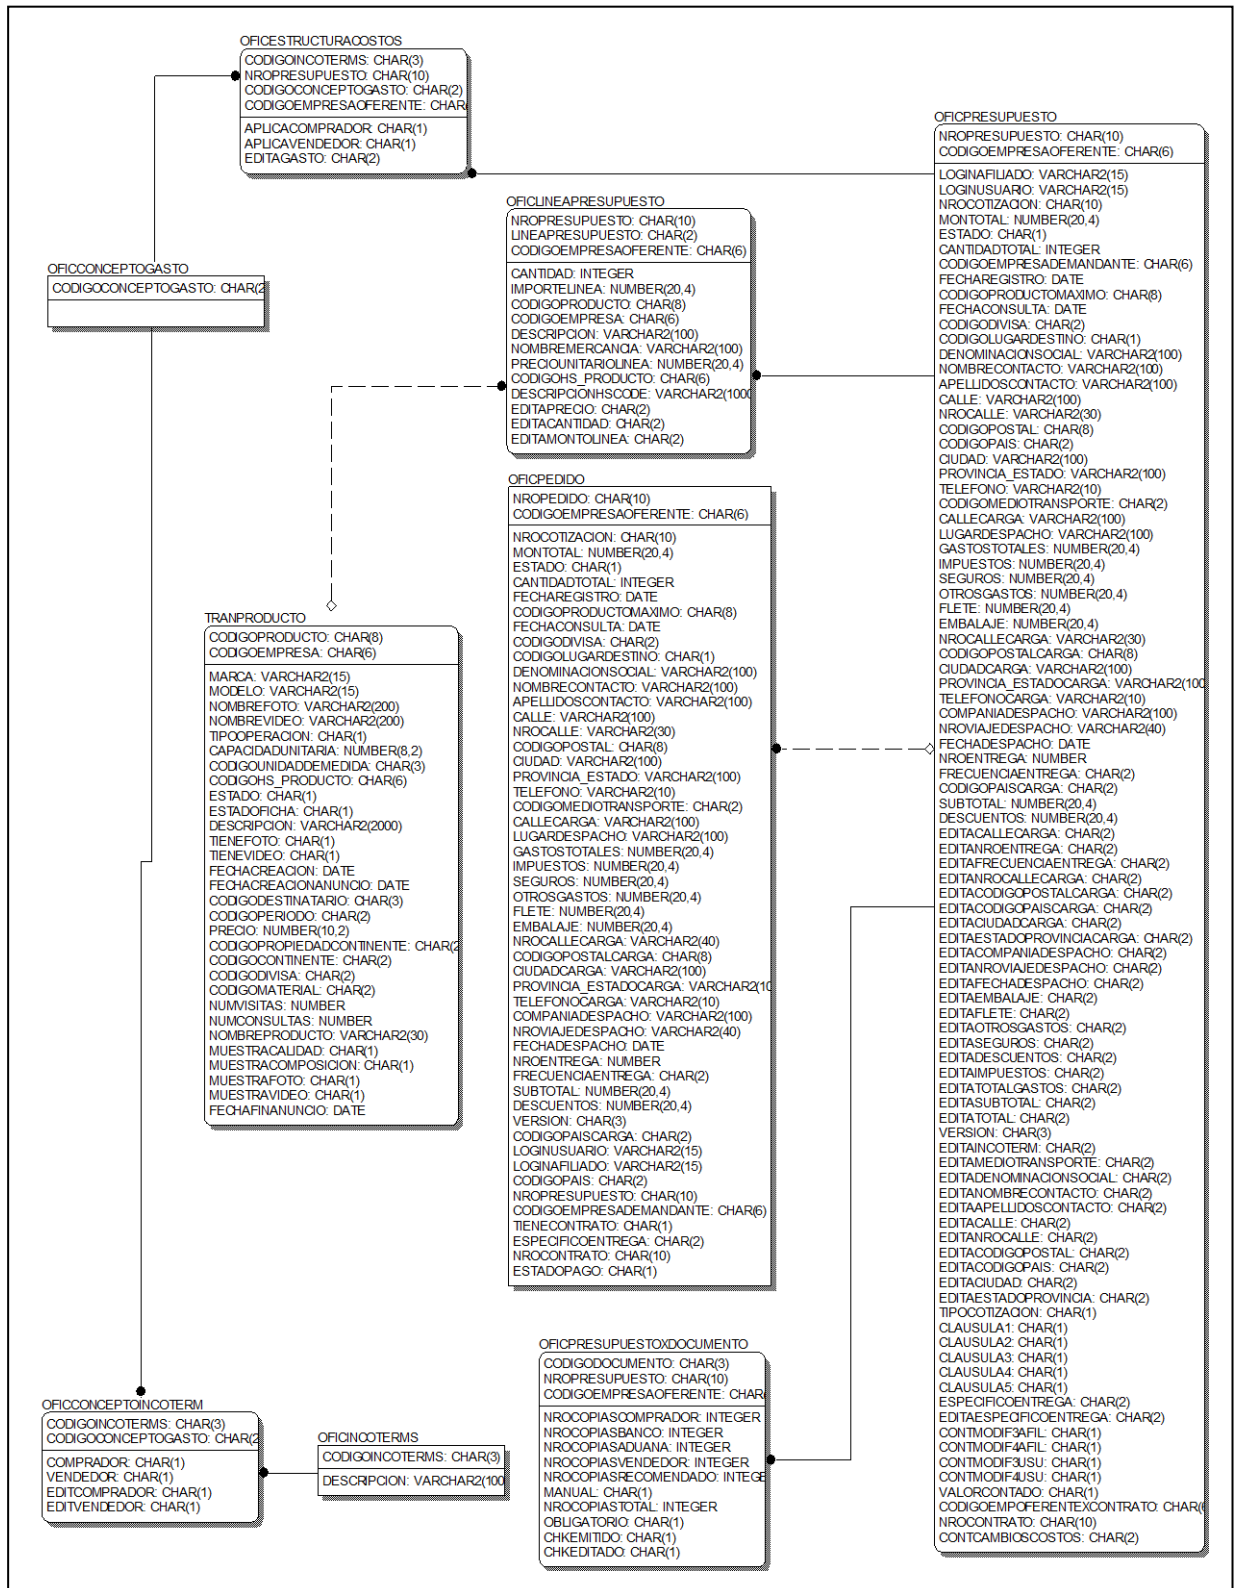 OFICESTRUCTURACOSTOS
CODIGOINCOTERMS: CHAR(3)
NROPRESUPUESTO: CHAR(10)
CODIGOCONCEPTOGASTO: CHAR(2)
CODIGOEMPRESAOFERENTE: CHAR
APLICACOMPRADOR: CHAR(1)
APLICAVENDEDOR: CHAR(1)
EDITAGASTO: CHAR(2)
OFICCONCEPTOGASTO
CODIGOCONCEPTOGASTO: CHAR(2
OFICLINEAPRESUPUESTO
NROPRESUPUESTO: CHAR(10)
LINEAPRESUPUESTO: CHAR(2)
CODIGOEMPRESAOFERENTE: CHAR(6)
CANTIDAD: INTEGER
IMPORTELINEA: NUMBER(20,4)
CODIGOPRODUCTO: CHAR(8)
CODIGOEMPRESA: CHAR(6)
DESCRIPCION: VARCHAR2(100)
NOMBREMERCANCIA: VARCHAR2(100)
PRECIOUNITARIOLINEA: NUMBER(20,4)
CODIGOHS_PRODUCTO: CHAR(6)
DESCRIPCIONHSCODE: VARCHAR2(1000
EDITAPRECIO: CHAR(2)
EDITACANTIDAD: CHAR(2)
EDITAMONTOLINEA: CHAR(2)
TRANPRODUCTO
CODIGOPRODUCTO: CHAR(8)
CODIGOEMPRESA: CHAR(6)
MARCA: VARCHAR2(15)
MODELO: VARCHAR2(15)
NOMBREFOTO: VARCHAR2(200)
NOMBREVIDEO: VARCHAR2(200)
TIPOOPERACION: CHAR(1)
CAPACIDADUNITARIA: NUMBER(8,2)
CODIGOUNIDADDEMEDIDA: CHAR(3)
CODIGOHS_PRODUCTO: CHAR(6)
ESTADO: CHAR(1)
ESTADOFICHA: CHAR(1)
DESCRIPCION: VARCHAR2(2000)
TIENEFOTO: CHAR(1)
TIENEVIDEO: CHAR(1)
FECHACREACION: DATE
FECHACREACIONANUNCIO: DATE
CODIGODESTINATARIO: CHAR(3)
CODIGOPERIODO: CHAR(2)
PRECIO: NUMBER(10,2)
CODIGOPROPIEDADCONTINENTE: CHAR(2
CODIGOCONTINENTE: CHAR(2)
CODIGODIVISA: CHAR(2)
CODIGOMATERIAL: CHAR(2)
NUMVISITAS: NUMBER
NUMCONSULTAS: NUMBER
NOMBREPRODUCTO: VARCHAR2(30)
MUESTRACALIDAD: CHAR(1)
MUESTRACOMPOSICION: CHAR(1)
MUESTRAFOTO: CHAR(1)
MUESTRAVIDEO: CHAR(1)
FECHAFINANUNCIO: DATE
OFICPEDIDO
NROPEDIDO: CHAR(10)
CODIGOEMPRESAOFERENTE: CHAR(6)
NROCOTIZACION: CHAR(10)
MONTOTAL: NUMBER(20,4)
ESTADO: CHAR(1)
CANTIDADTOTAL: INTEGER
FECHAREGISTRO: DATE
CODIGOPRODUCTOMAXIMO: CHAR(8)
FECHACONSULTA: DATE
CODIGODIVISA: CHAR(2)
CODIGOLUGARDESTINO: CHAR(1)
DENOMINACIONSOCIAL: VARCHAR2(100)
NOMBRECONTACTO: VARCHAR2(100)
APELLIDOSCONTACTO: VARCHAR2(100)
CALLE: VARCHAR2(100)
NROCALLE: VARCHAR2(30)
CODIGOPOSTAL: CHAR(8)
CIUDAD: VARCHAR2(100)
PROVINCIA_ESTADO: VARCHAR2(100)
TELEFONO: VARCHAR2(10)
CODIGOMEDIOTRANSPORTE: CHAR(2)
CALLECARGA: VARCHAR2(100)
LUGARDESPACHO: VARCHAR2(100)
GASTOSTOTALES: NUMBER(20,4)
IMPUESTOS: NUMBER(20,4)
SEGUROS: NUMBER(20,4)
OTROSGASTOS: NUMBER(20,4)
FLETE: NUMBER(20,4)
EMBALAJE: NUMBER(20,4)
NROCALLECARGA: VARCHAR2(40)
CODIGOPOSTALCARGA: CHAR(8)
CIUDADCARGA: VARCHAR2(100)
PROVINCIA_ESTADOCARGA: VARCHAR2(10
TELEFONOCARGA: VARCHAR2(10)
COMPANIADESPACHO: VARCHAR2(100)
NROVIAJEDESPACHO: VARCHAR2(40)
FECHADESPACHO: DATE
NROENTREGA: NUMBER
FRECUENCIAENTREGA: CHAR(2)
SUBTOTAL: NUMBER(20,4)
DESCUENTOS: NUMBER(20,4)
VERSION: CHAR(3)
CODIGOPAISCARGA: CHAR(2)
LOGINUSUARIO: VARCHAR2(15)
LOGINAFILIADO: VARCHAR2(15)
CODIGOPAIS: CHAR(2)
NROPRESUPUESTO: CHAR(10)
CODIGOEMPRESADEMANDANTE: CHAR(6)
TIENECONTRATO: CHAR(1)
ESPECIFICOENTREGA: CHAR(2)
NROCONTRATO: CHAR(10)
ESTADOPAGO: CHAR(1)
OFICPRESUPUESTO
NROPRESUPUESTO: CHAR(10)
CODIGOEMPRESAOFERENTE: CHAR(6)
LOGINAFILIADO: VARCHAR2(15)
LOGINUSUARIO: VARCHAR2(15)
NROCOTIZACION: CHAR(10)
MONTOTAL: NUMBER(20,4)
ESTADO: CHAR(1)
CANTIDADTOTAL: INTEGER
CODIGOEMPRESADEMANDANTE: CHAR(6)
FECHAREGISTRO: DATE
CODIGOPRODUCTOMAXIMO: CHAR(8)
FECHACONSULTA: DATE
CODIGODIVISA: CHAR(2)
CODIGOLUGARDESTINO: CHAR(1)
DENOMINACIONSOCIAL: VARCHAR2(100)
NOMBRECONTACTO: VARCHAR2(100)
APELLIDOSCONTACTO: VARCHAR2(100)
CALLE: VARCHAR2(100)
NROCALLE: VARCHAR2(30)
CODIGOPOSTAL: CHAR(8)
CODIGOPAIS: CHAR(2)
CIUDAD: VARCHAR2(100)
PROVINCIA_ESTADO: VARCHAR2(100)
TELEFONO: VARCHAR2(10)
CODIGOMEDIOTRANSPORTE: CHAR(2)
CALLECARGA: VARCHAR2(100)
LUGARDESPACHO: VARCHAR2(100)
GASTOSTOTALES: NUMBER(20,4)
IMPUESTOS: NUMBER(20,4)
SEGUROS: NUMBER(20,4)
OTROSGASTOS: NUMBER(20,4)
FLETE: NUMBER(20,4)
EMBALAJE: NUMBER(20,4)
NROCALLECARGA: VARCHAR2(30)
CODIGOPOSTALCARGA: CHAR(8)
CIUDADCARGA: VARCHAR2(100)
PROVINCIA_ESTADOCARGA: VARCHAR2(100
TELEFONOCARGA: VARCHAR2(10)
COMPANIADESPACHO: VARCHAR2(100)
NROVIAJEDESPACHO: VARCHAR2(40)
FECHADESPACHO: DATE
NROENTREGA: NUMBER
FRECUENCIAENTREGA: CHAR(2)
CODIGOPAISCARGA: CHAR(2)
SUBTOTAL: NUMBER(20,4)
DESCUENTOS: NUMBER(20,4)
EDITACALLECARGA: CHAR(2)
EDITANROENTREGA: CHAR(2)
EDITAFRECUENCIAENTREGA: CHAR(2)
EDITANROCALLECARGA: CHAR(2)
EDITACODIGOPOSTALCARGA: CHAR(2)
EDITACODIGOPAISCARGA: CHAR(2)
EDITACIUDADCARGA: CHAR(2)
EDITAESTADOPROVINCIACARGA: CHAR(2)
EDITACOMPANIADESPACHO: CHAR(2)
EDITANROVIAJEDESPACHO: CHAR(2)
EDITAFECHADESPACHO: CHAR(2)
EDITAEMBALAJE: CHAR(2)
EDITAFLETE: CHAR(2)
EDITAOTROSGASTOS: CHAR(2)
EDITASEGUROS: CHAR(2)
EDITADESCUENTOS: CHAR(2)
EDITAIMPUESTOS: CHAR(2)
EDITATOTALGASTOS: CHAR(2)
EDITASUBTOTAL: CHAR(2)
EDITATOTAL: CHAR(2)
VERSION: CHAR(3)
EDITAINCOTERM: CHAR(2)
EDITAMEDIOTRANSPORTE: CHAR(2)
EDITADENOMINACIONSOCIAL: CHAR(2)
EDITANOMBRECONTACTO: CHAR(2)
EDITAAPELLIDOSCONTACTO: CHAR(2)
EDITACALLE: CHAR(2)
EDITANROCALLE: CHAR(2)
EDITACODIGOPOSTAL: CHAR(2)
EDITACODIGOPAIS: CHAR(2)
EDITACIUDAD: CHAR(2)
EDITAESTADOPROVINCIA: CHAR(2)
TIPOCOTIZACION: CHAR(1)
CLAUSULA1: CHAR(1)
CLAUSULA2: CHAR(1)
CLAUSULA3: CHAR(1)
CLAUSULA4: CHAR(1)
CLAUSULA5: CHAR(1)
ESPECIFICOENTREGA: CHAR(2)
EDITAESPECIFICOENTREGA: CHAR(2)
CONTMODIF3AFIL: CHAR(1)
CONTMODIF4AFIL: CHAR(1)
CONTMODIF3USU: CHAR(1)
CONTMODIF4USU: CHAR(1)
VALORCONTADO: CHAR(1)
CODIGOEMPOFERENTEXCONTRATO: CHAR(6
NROCONTRATO: CHAR(10)
CONTCAMBIOSCOSTOS: CHAR(2)
OFICCONCEPTOINCOTERM
CODIGOINCOTERMS: CHAR(3)
CODIGOCONCEPTOGASTO: CHAR(2
COMPRADOR: CHAR(1)
VENDEDOR: CHAR(1)
EDITCOMPRADOR: CHAR(1)
EDITVENDEDOR: CHAR(1)
OFICINCOTERMS
CODIGOINCOTERMS: CHAR(3)
DESCRIPCION: VARCHAR2(100
OFICPRESUPUESTOXDOCUMENTO
CODIGODOCUMENTO: CHAR(3)
NROPRESUPUESTO: CHAR(10)
CODIGOEMPRESAOFERENTE: CHAR
NROCOPIASCOMPRADOR: INTEGER
NROCOPIASBANCO: INTEGER
NROCOPIASADUANA: INTEGER
NROCOPIASVENDEDOR: INTEGER
NROCOPIASRECOMENDADO: INTEGE
MANUAL: CHAR(1)
NROCOPIASTOTAL: INTEGER
OBLIGATORIO: CHAR(1)
CHKEMITIDO: CHAR(1)
CHKEDITADO: CHAR(1)